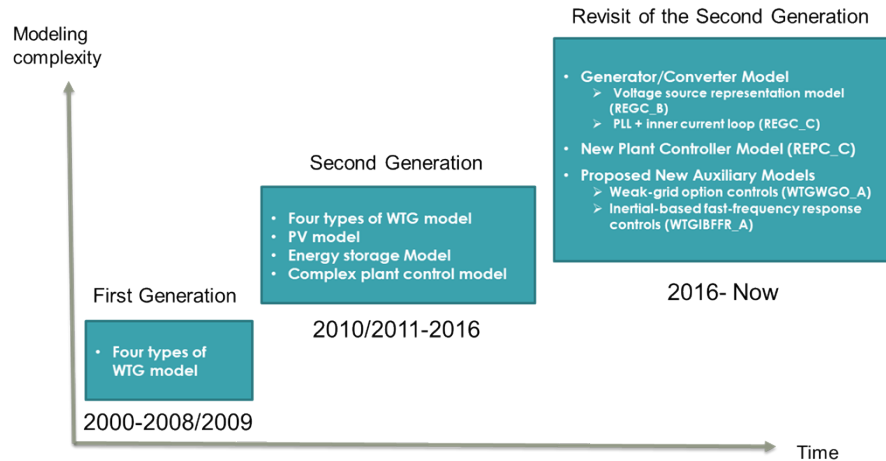 Revisit of the Second Generation
Modeling
complexity
• Generator/Converter Model
➢ Voltage source representation model
(REGC_B)
➢ PLL + inner current loop (REGC_C)
• New Plant Controller Model (REPC_C)
• Proposed New Auxiliary Models
➢ Weak-grid option controls (WTGWGO_A)
➢ Inertial-based fast-frequency response
controls (WTGIBFFR_A)
2016- Now
Second Generation
• Four types of WTG model
• PV model
• Energy storage Model
• Complex plant control model
2010/2011-2016
First Generation
• Four types of
WTG model
2000-2008/2009
Time